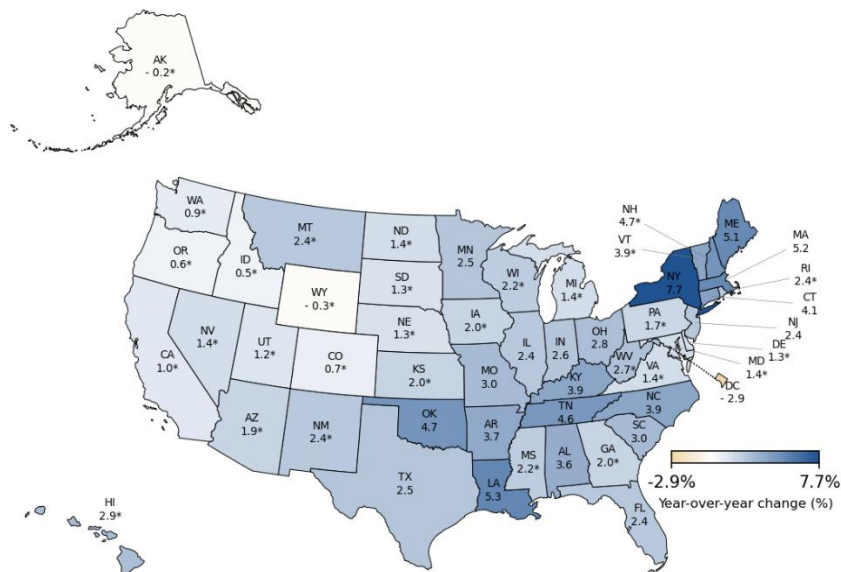 AK
- 0.2*
WA
0.9*
OR
0.6*
ID
0.5*
MT
2.4*
ND
1.4*
MN
2.5
WY
- 0.3*
SD
1.3*
WI
2.2*
MI
1.4*
NH
4.7*
VT
3.9*
ME
5.1
MA
5.2
RI
2.4*
CT
4.1
NY
7.7
NV
1.4*
UT
1.2*
CO
0.7*
NE
1.3*
IA
2.0*
IL
2.4
IN
2.6
OH
2.8
PA
1.7*
NJ
2.4
DE
1.3*
MD
1.4*
DC
- 2.9
CA
1.0*
KS
2.0*
MO
3.0
KY
3.9
WV
2.7*
VA
1.4*
NC
3.9
TN
4.6
SC
3.0
AZ
1.9*
NM
2.4*
OK
4.7
AR
3.7
MS
2.2*
AL
3.6
GA
2.0*
TX
2.5
LA
5.3
FL
2.4
HI
2.9*
-2.9% 7.7%
Year-over-year change (%)